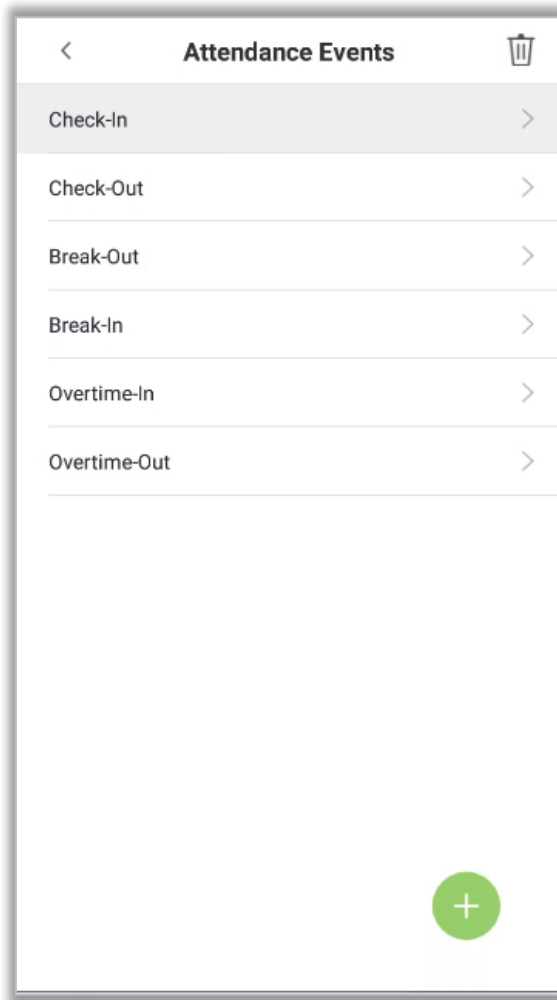 Attendance Events
Check-In
Check-Out
Break-Out
Break-In
Overtime-In
Overtime-Out